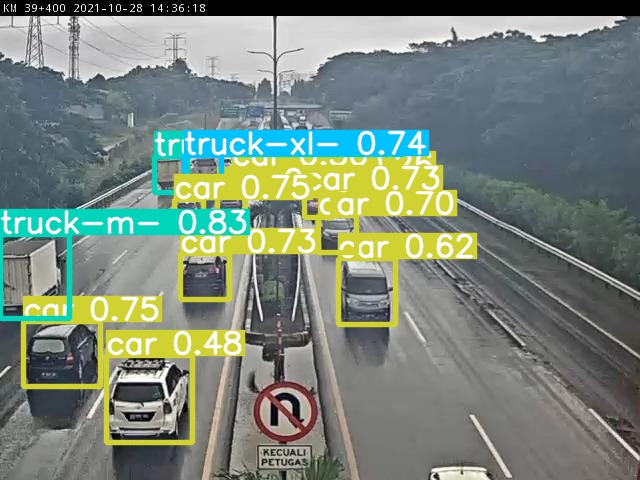 KM 39+400 2021-10-28 14:36:18
truck-xl- 0.74
car 0.75
car 0.73
car 0.70
truck-m- 0.83
car 0.73
car 0.62
car 0.75
car 0.48
KECUALI
PETUGAS